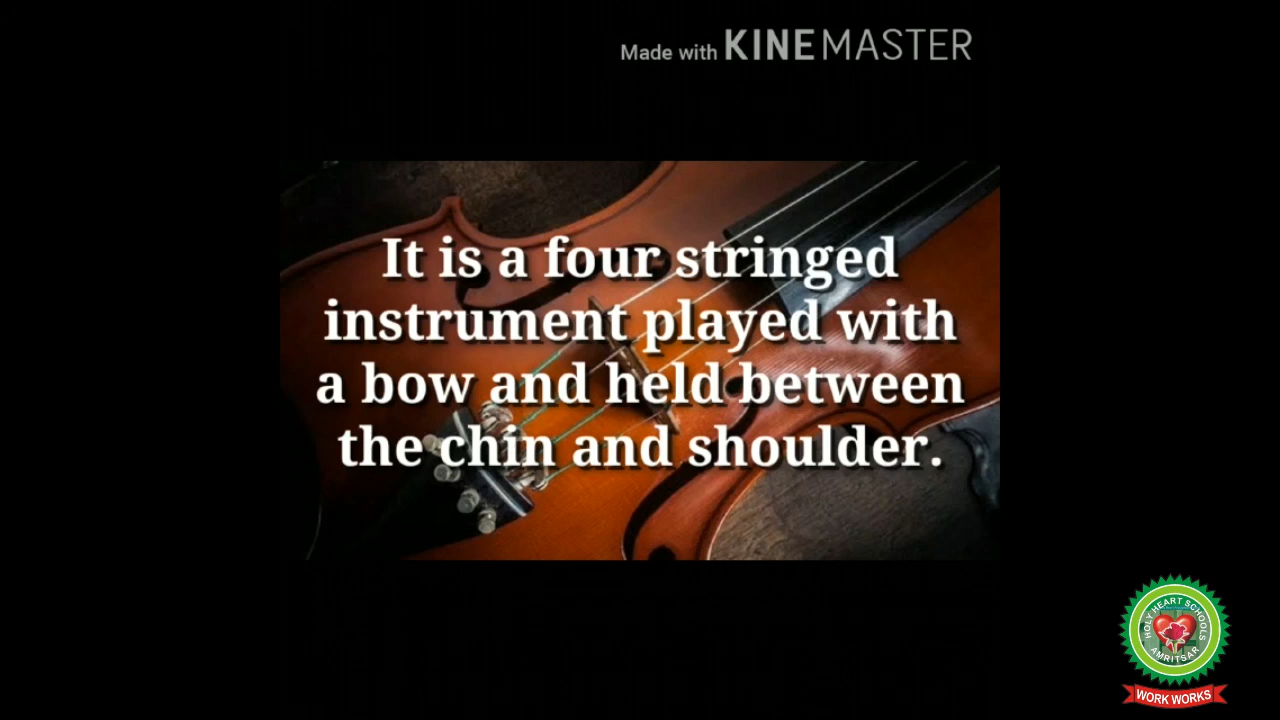 Made with KINEMASTER
It is a four stringed
instrument played with
a bow and held between
the chin and shoulder.
HOLY HEART SCHOOLS
AMRITSAR
WORK WORKS